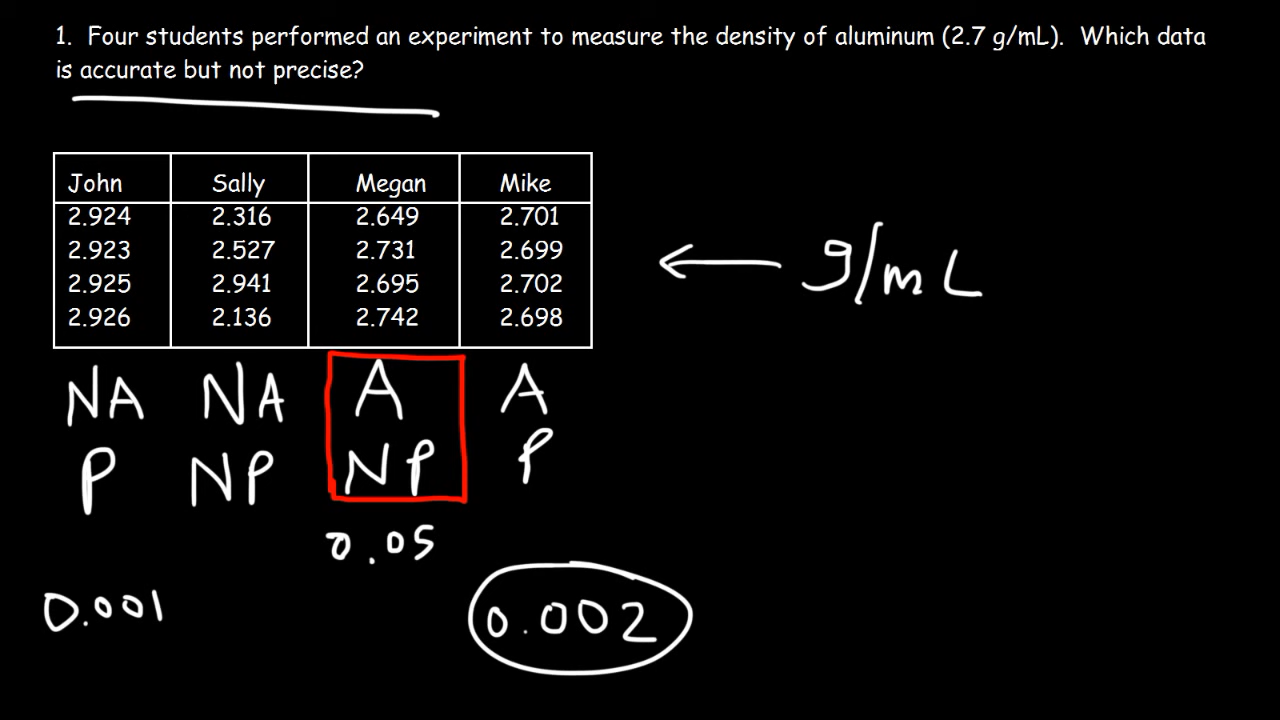 1. Four students performed an experiment to measure the density of aluminum (2.7 g/mL). Which data
is accurate but not precise?
John Sally Megan Mike
2.924 2.316 2.649 2.701
2.923 2.527 2.731 2.699
2.925 2.941 2.695 2.702
2.926 2.136 2.742 2.698
g/mL
NA NA A A
P NP NP P
0.05
0.001 0.002